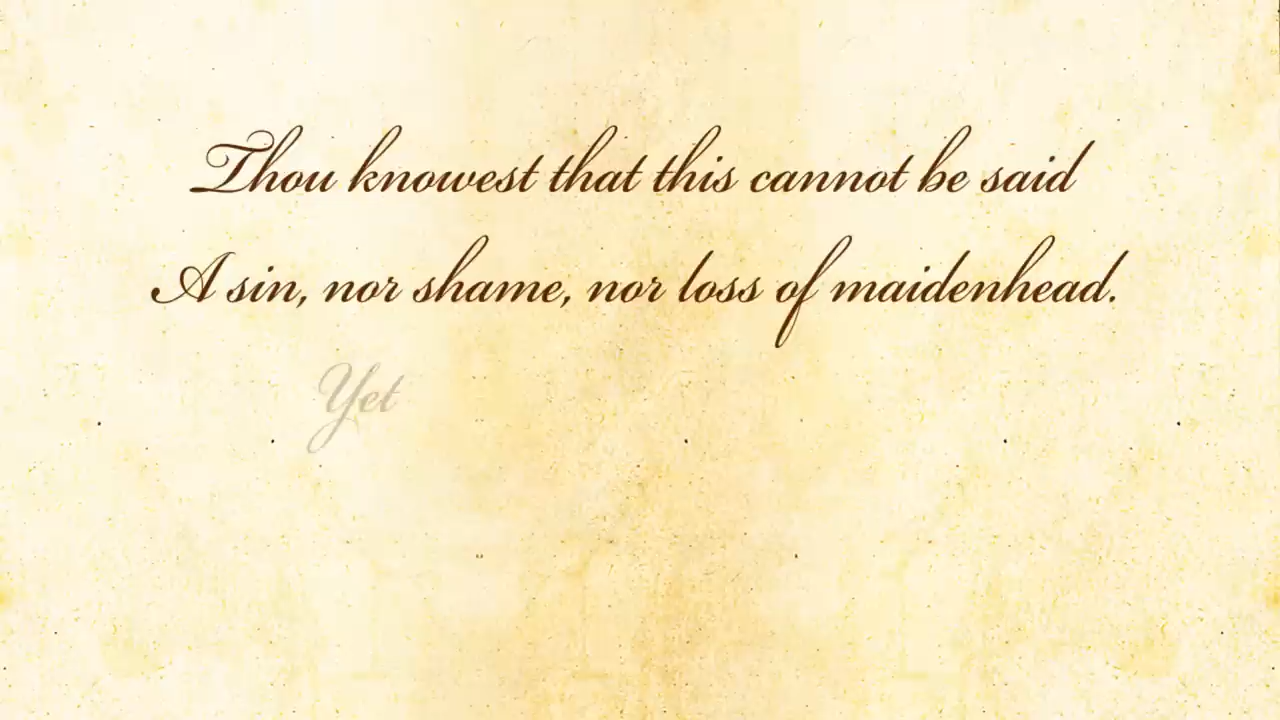 Thou knowest that this cannot be said
A sin, nor shame, nor loss of maidenhead.
Yet